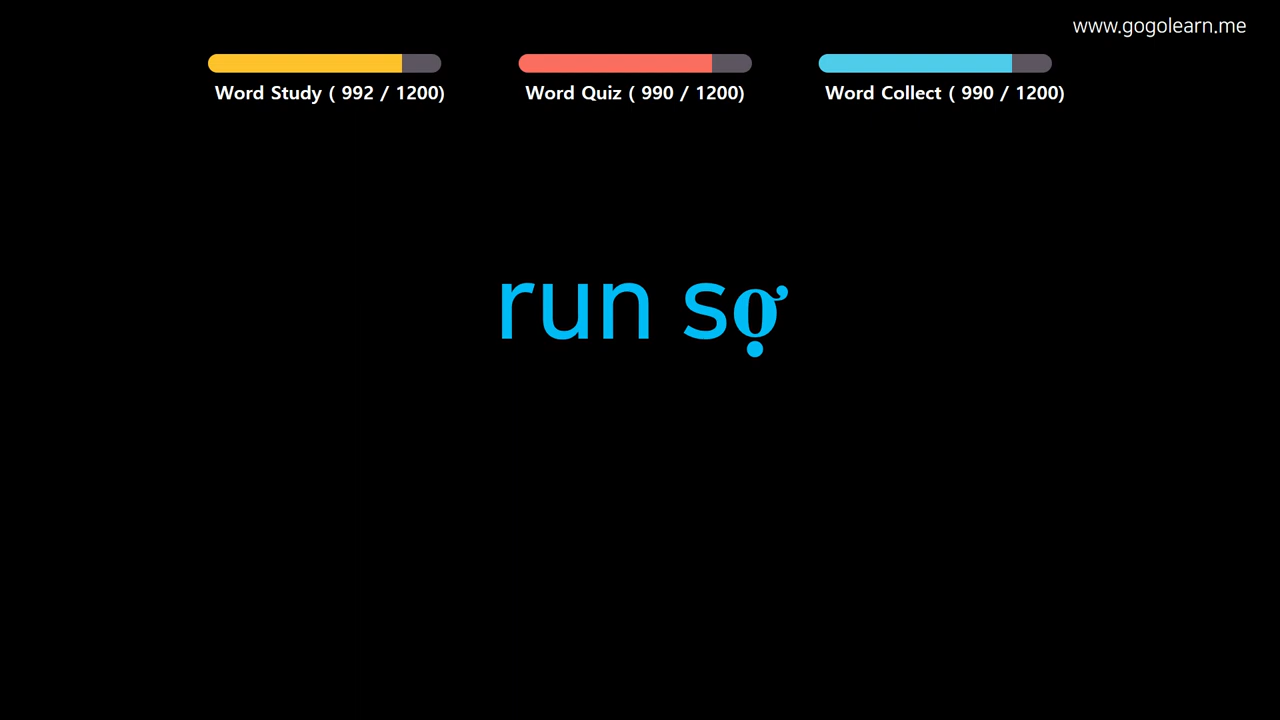 www.gogolearn.me
Word Study ( 992 / 1200)
Word Quiz ( 990 / 1200)
Word Collect ( 990 / 1200)
run sợ